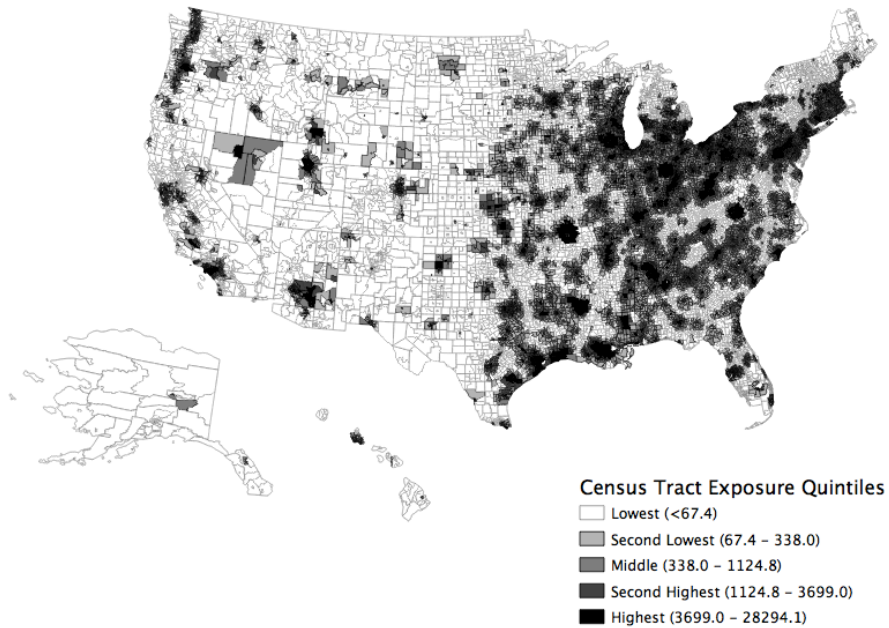 Census Tract Exposure Quintiles
Lowest (<67.4)
Second Lowest (67.4 – 338.0)
Middle (338.0 – 1124.8)
Second Highest (1124.8 – 3699.0)
Highest (3699.0 – 28294.1)